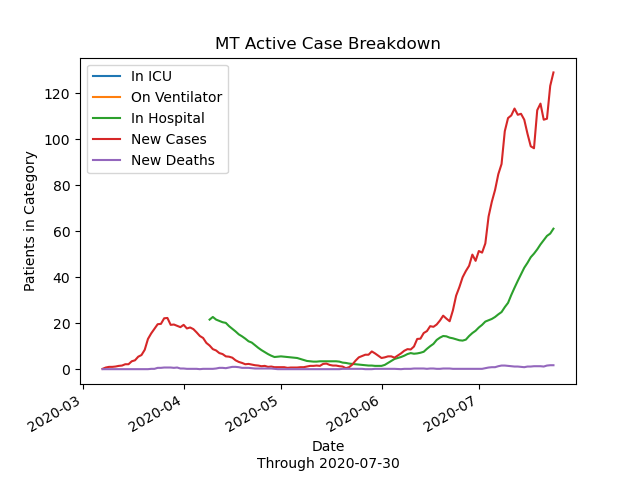 MT Active Case Breakdown
In ICU
On Ventilator
In Hospital
New Cases
New Deaths
Patients in Category
120
100
80
60
40
20
0
2020-03
2020-04
2020-05
2020-06
2020-07
Date
Through 2020-07-30